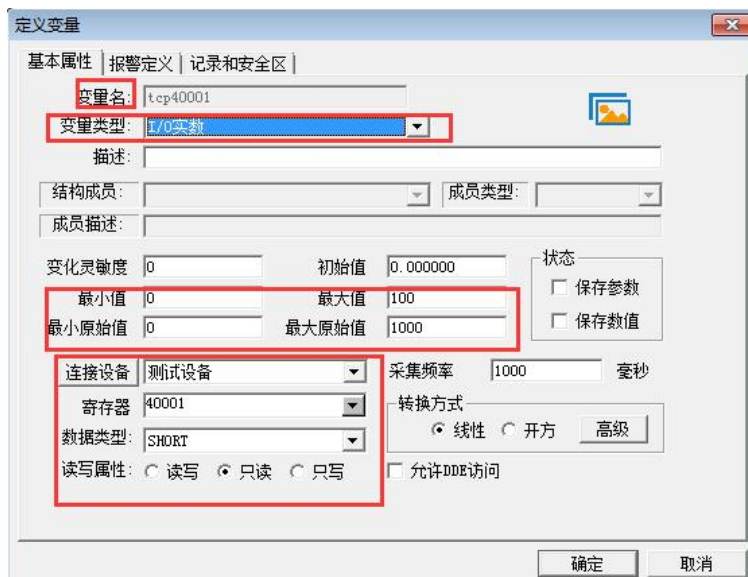 定义变量
基本属性 报警定义 记录和安全区
变量名: tcp40001
变量类型: I/O实数
描述:
结构成员: 成员类型:
成员描述:
变化灵敏度 0 初始值 0.000000 状态
最小值 0 最大值 100 保存参数
最小原始值 0 最大原始值 1000 保存数值
连接设备 测试设备 采集频率 1000 毫秒
寄存器 40001 转换方式
数据类型: SHORT 线性 开方 高级
读写属性: 读写 只读 只写 允许DDE访问
确定 取消